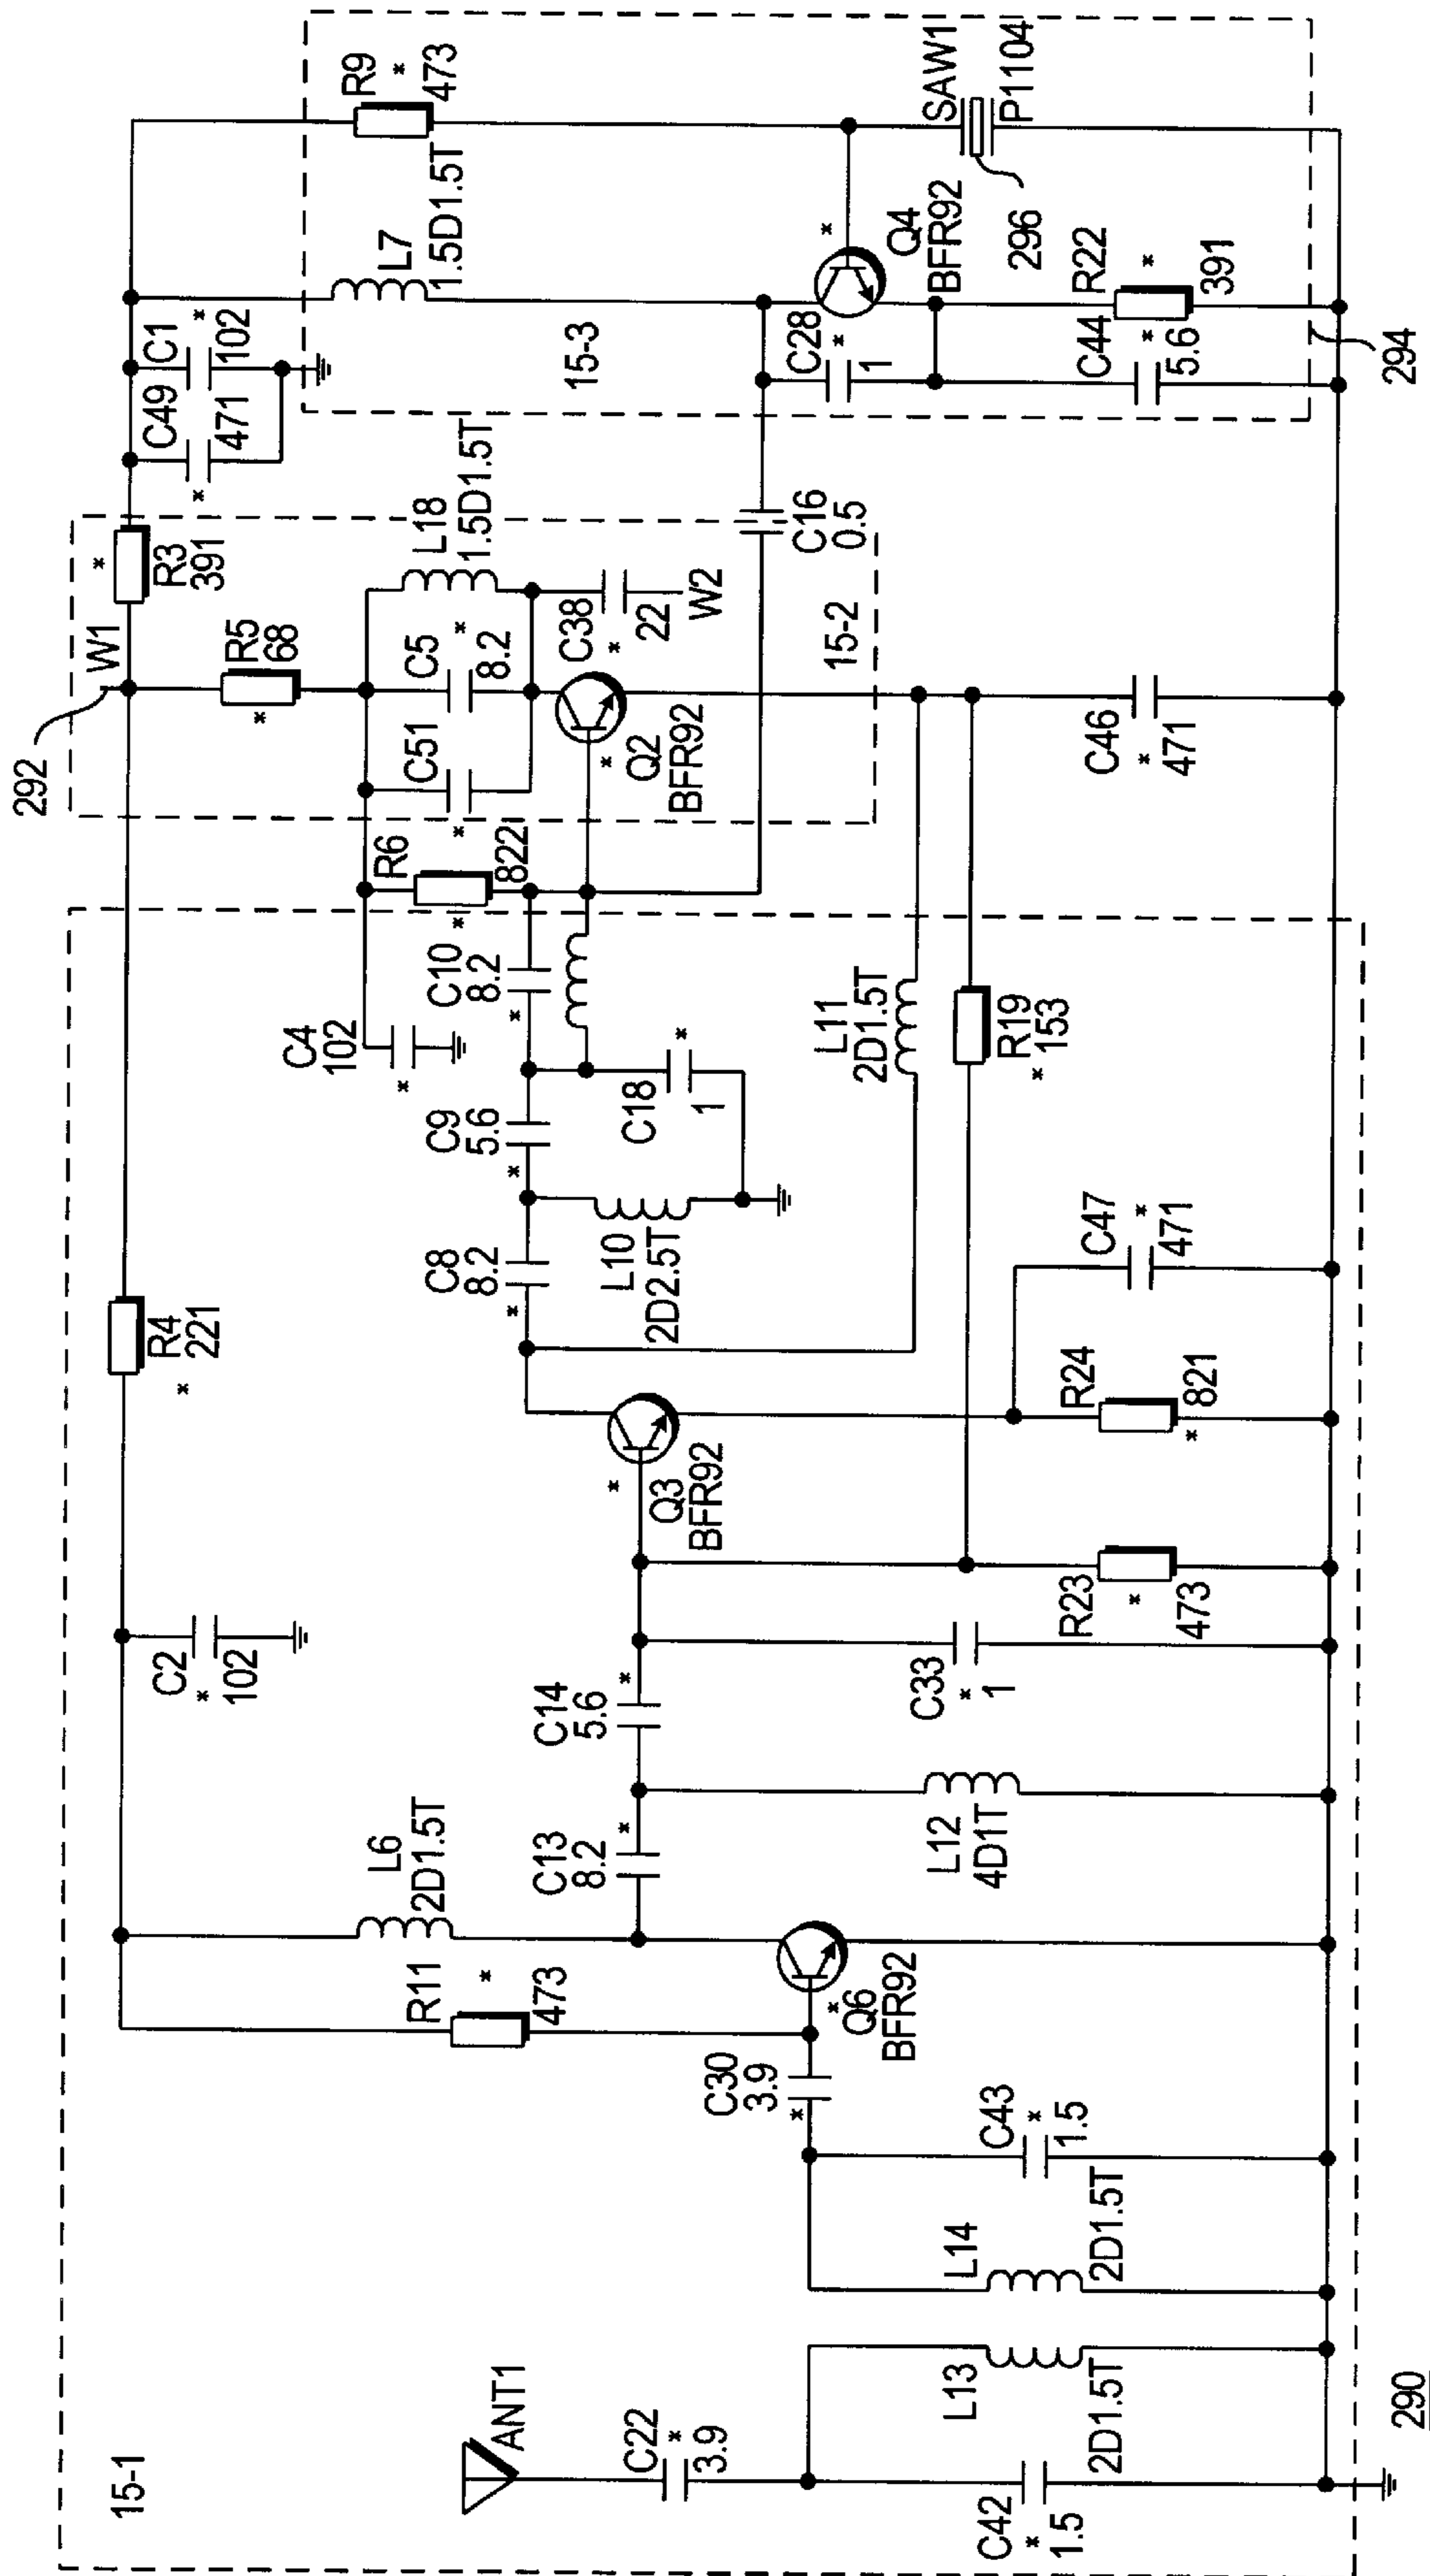 15-1
ANT1
C22
*
3.9
C42
*
1.5
L13
2D1.5T
L14
2D1.5T
C43
*
1.5
C30
3.9
*
R11
*
473
L6
2D1.5T
*
Q6
BFR92
C13
8.2
*
L12
4D1T
C14
5.6
*
C2
*
102
C33
*
1
R23
*
473
*
Q3
BFR92
R24
*
821
C47
*
471
R4
221
*
C8
8.2
*
L10
2D2.5T
C9
5.6
*
C18
1
*
C4
102
*
C10
8.2
*
L11
2D1.5T
R19
153
*
R6
822
*
292
W1
R5
68
*
C51
*
C5
*
8.2
L18
1.5D1.5T
*
Q2
BFR92
C38
*
22
W2
15-2
C46
*
471
*
R3
391
C16
0.5
C49
471
*
C1
*
102
15-3
L7
1.5D1.5T
R9
*
473
C28
*
1
*
Q4
BFR92
C44
*
5.6
R22
*
391
SAW1
P1104
296
294
290